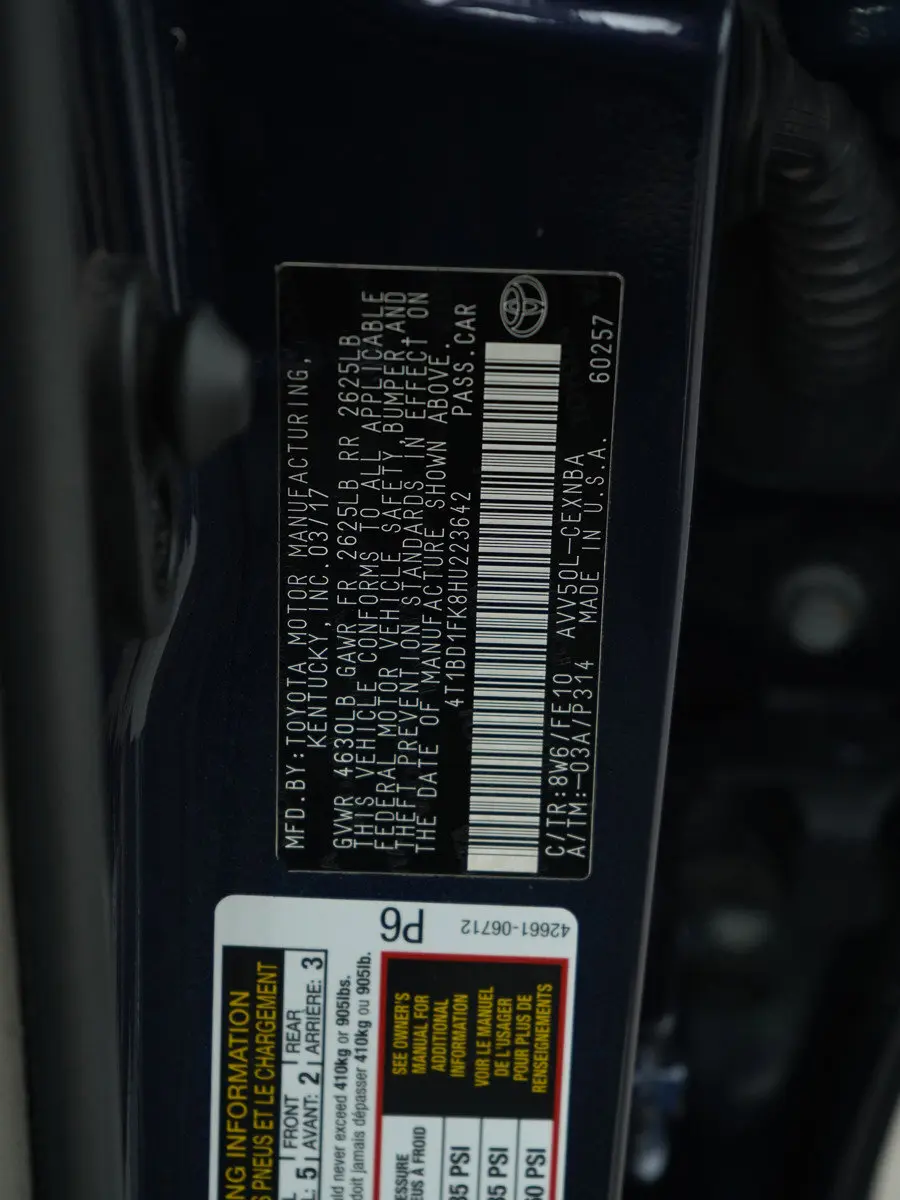 MFD.BY:TOYOTA MOTOR MANUFACTURING,
KENTUCKY,INC.03/17
GVWR 4630LB GAWR FR 2625LB RR 2625LB
THIS VEHICLE CONFORMS TO ALL APPLICABLE
FEDERAL MOTOR VEHICLE SAFETY,BUMPER,AND
THEFT PREVENTION STANDARDS IN EFFECT ON
THE DATE OF MANUFACTURE SHOWN ABOVE.
4T1BD1FK8HU223642 PASS.CAR
C/TR:8W6/FE10 AVV50L-CEXNBA
A/TM:-03A/P314 MADE IN U.S.A. 60257
P6
42661-06712
INFORMATION
PNEUS ET LE CHARGEMENT
FRONT REAR
5 AVANT: 2 ARRIÈRE: 3
never exceed 410kg or 905lbs.
doit jamais dépasser 410kg ou 905lb.
SEE OWNER'S
MANUAL FOR
ADDITIONAL
INFORMATION
VOIR LE MANUEL
DE L'USAGER
POUR PLUS DE
RENSEIGNEMENTS
À FROID
PSI
PSI
PSI